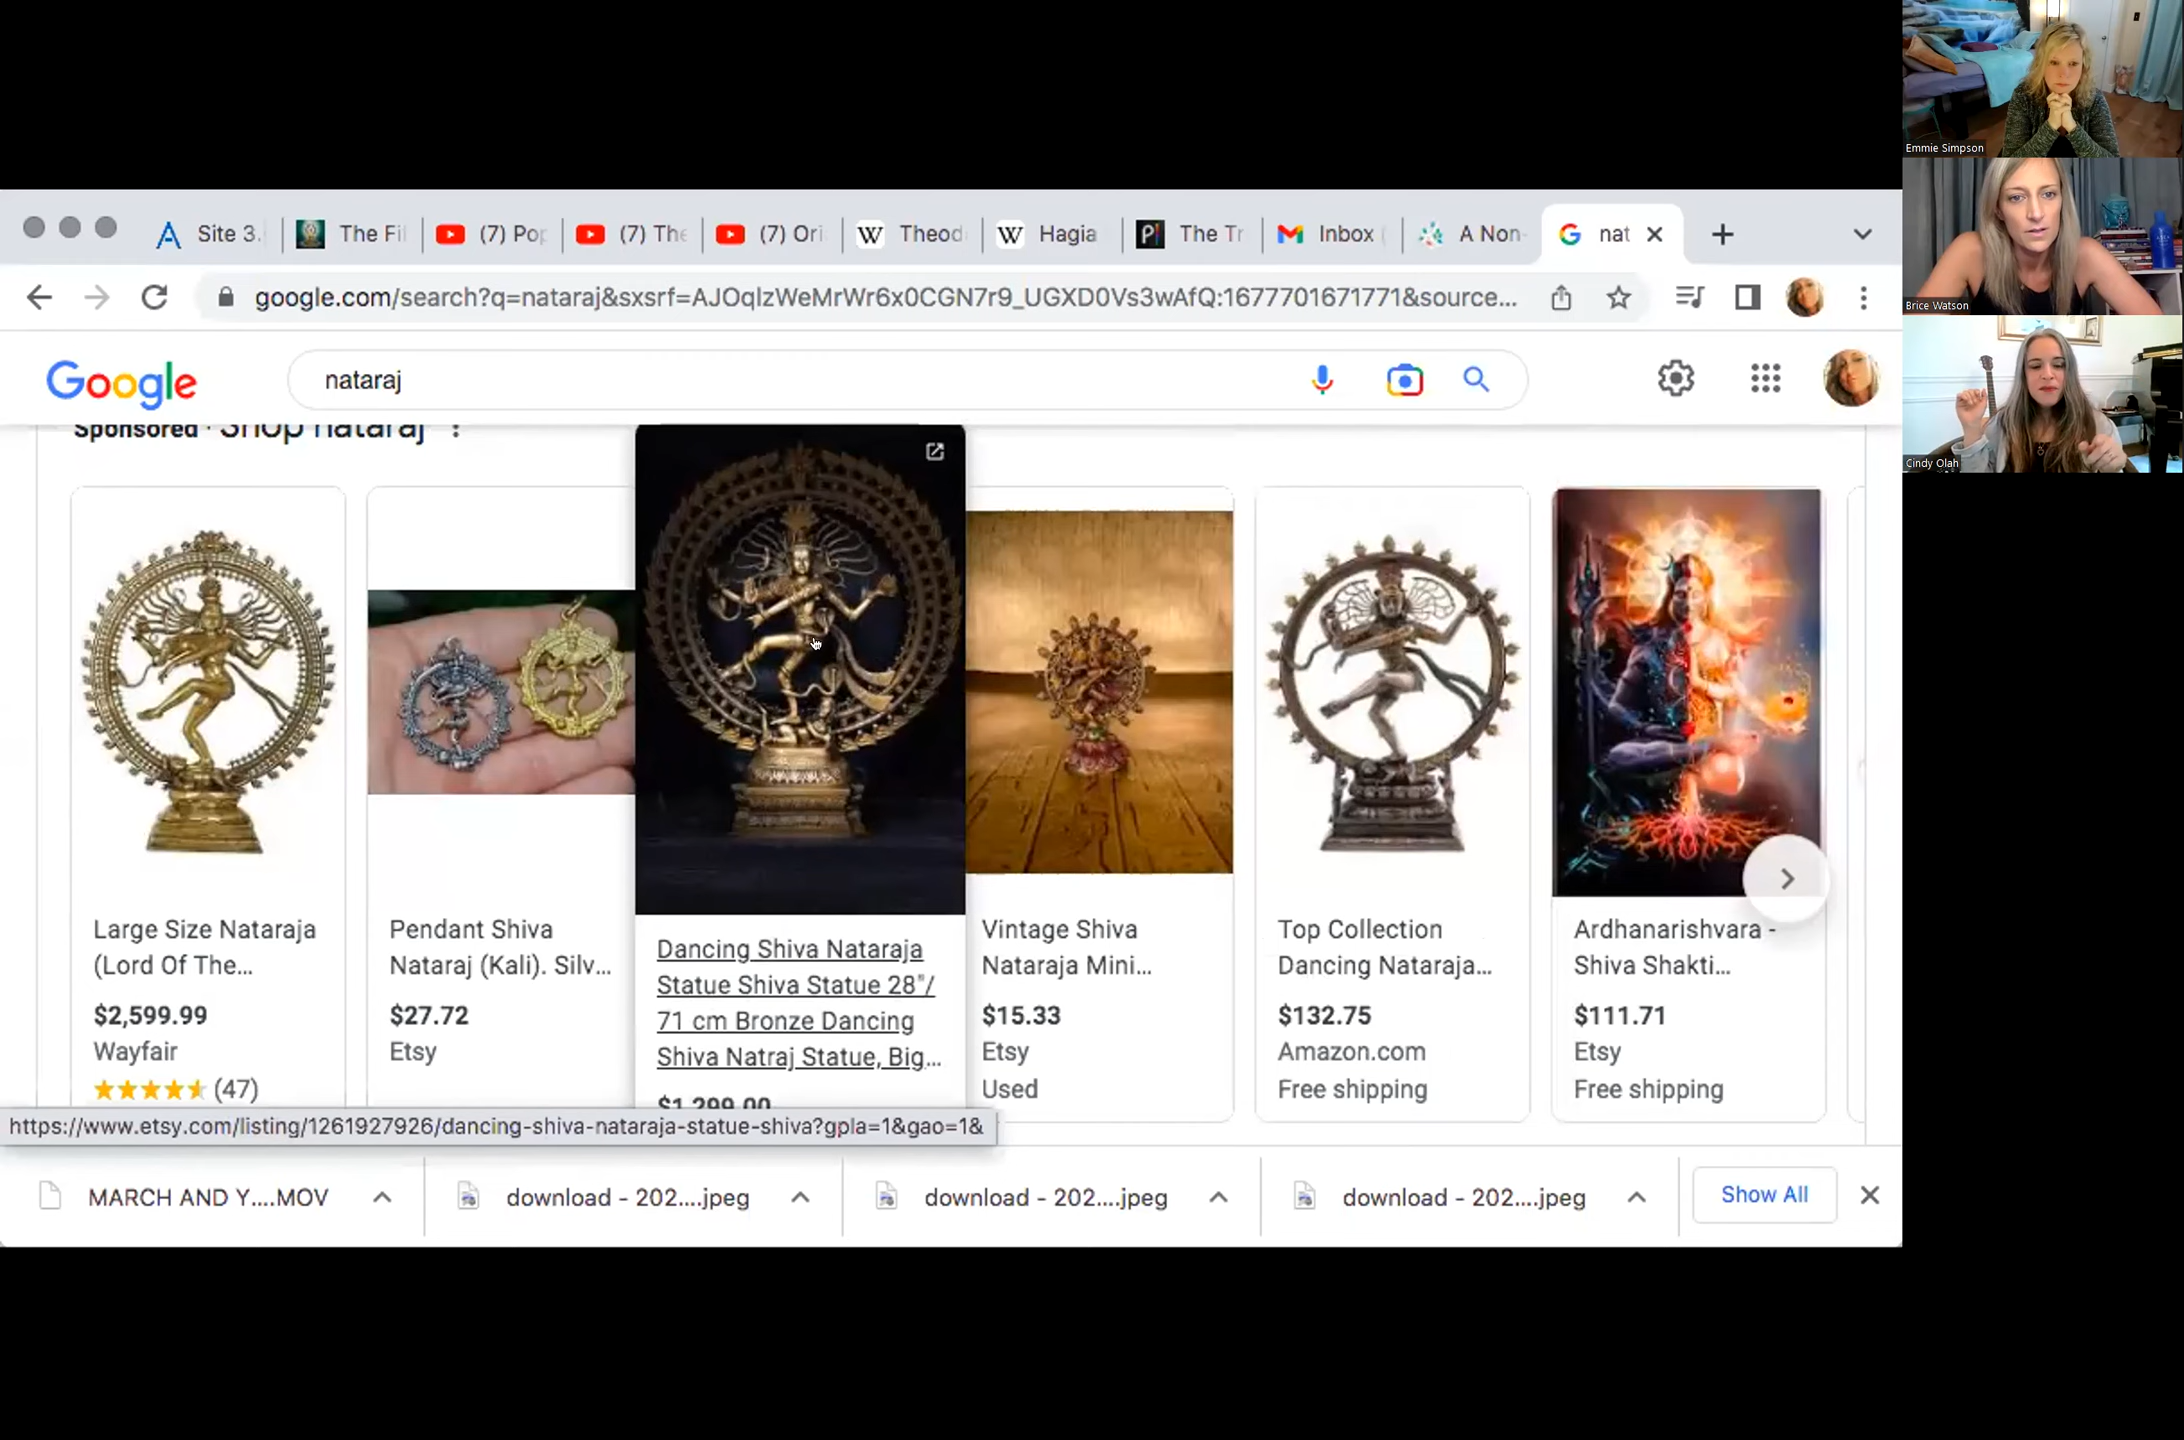 Emmie Simpson
Brice Watson
Cindy Olah
Site 3.
The Fi
(7) Pop
(7) The
(7) Ori
Theod
Hagia
The Tr
Inbox (
A Non-
nat
google.com/search?q=nataraj&sxsrf=AJOqlzWeMrWr6x0CGN7r9_UGXD0Vs3wAfQ:1677701671771&source...
Google
nataraj
Sponsored · Shop nataraj
Large Size Nataraja
(Lord Of The...
$2,599.99
Wayfair
(47)
Pendant Shiva
Nataraj (Kali). Silv...
$27.72
Etsy
Dancing Shiva Nataraja
Statue Shiva Statue 28"/
71 cm Bronze Dancing
Shiva Natraj Statue, Big...
$1,299.00
Vintage Shiva
Nataraja Mini...
$15.33
Etsy
Used
Top Collection
Dancing Nataraja...
$132.75
Amazon.com
Free shipping
Ardhanarishvara -
Shiva Shakti...
$111.71
Etsy
Free shipping
https://www.etsy.com/listing/1261927926/dancing-shiva-nataraja-statue-shiva?gpla=1&gao=1&
MARCH AND Y....MOV
download - 202....jpeg
download - 202....jpeg
download - 202....jpeg
Show All